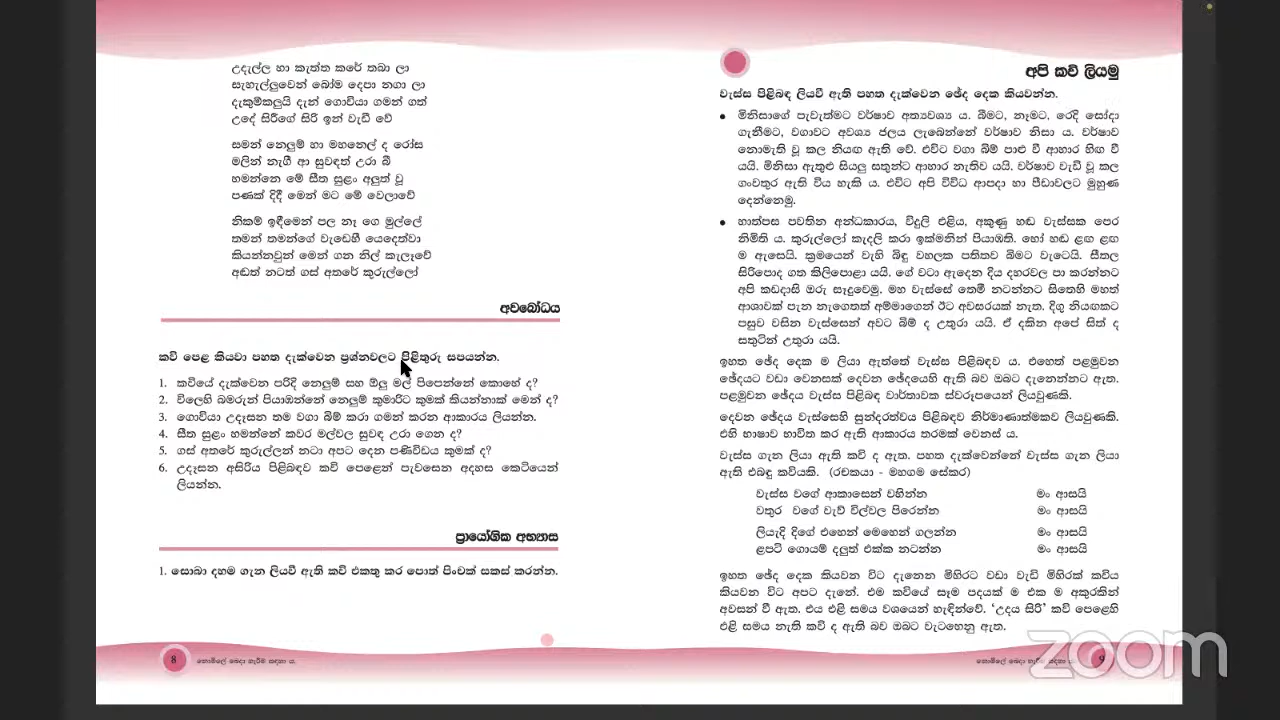 උදැල්ල හා කැත්ත කරේ තබා ලා
සැහැල්ලුවෙන් බෝම දෙපා නගා ලා
දැකුම්කලුයි දැන් ගොවියා ගමන් ගත්
උදේ සිරීගේ සිරි ඉන් වැඩී වේ
සමන් නෙලුම් හා මහනෙල් ද රෝස
මලින් නැගී ආ සුවඳත් උරා බී
හමන්නෙ මේ සීත සුළං අලුත් වූ
පණක් දිදී මෙන් මට මේ වෙලාවේ
නිකම් ඉඳීමෙන් පල නෑ ගෙ මුල්ලේ
තමන් තමන්ගේ වැඩෙහී යෙදෙත්වා
කියන්නවුන් මෙන් ගන නිල් කැලෑවේ
අඬත් නටත් ගස් අතරේ කුරුල්ලෝ
අවබෝධය
කවි පෙළ කියවා පහත දැක්වෙන ප්‍රශ්නවලට පිළිතුරු සපයන්න.
1. කවියේ දැක්වෙන පරිදි නෙලුම් සහ ඕලු මල් පිපෙන්නේ කොහේ ද?
2. විලෙහි බමරුන් පියාඹන්නේ නෙලුම් කුමාරිට කුමක් කියන්නාක් මෙන් ද?
3. ගොවියා උදෑසන තම වගා බිම් කරා ගමන් කරන ආකාරය ලියන්න.
4. සීත සුළං හමන්නේ කවර මල්වල සුවඳ උරා ගෙන ද?
5. ගස් අතරේ කුරුල්ලන් නටා අපට දෙන පණිවිඩය කුමක් ද?
6. උදෑසන අසිරිය පිළිබඳව කවි පෙළෙන් පැවසෙන අදහස කෙටියෙන්
ලියන්න.
ප්‍රායෝගික අභ්‍යාස
1. සොබා දහම ගැන ලියවී ඇති කවි එකතු කර පොත් පිංචක් සකස් කරන්න.
8 නොමිලේ බෙදා හැරීම සඳහා ය.
අපි කවි ලියමු
වැස්ස පිළිබඳ ලියවී ඇති පහත දැක්වෙන ඡේද දෙක කියවන්න.
• මිනිසාගේ පැවැත්මට වර්ෂාව අත්‍යවශ්‍ය ය. බීමට, නෑමට, රෙදි සෝදා
ගැනීමට, වගාවට අවශ්‍ය ජලය ලැබෙන්නේ වර්ෂාව නිසා ය. වර්ෂාව
නොමැති වූ කල නියඟ ඇති වේ. එවිට වගා බිම් පාළු වී ආහාර හිඟ වී
යයි. මිනිසා ඇතුළු සියලු සතුන්ට ආහාර නැතිව යයි. වර්ෂාව වැඩි වූ කල
ගංවතුර ඇති විය හැකි ය. එවිට අපි විවිධ ආපදා හා පීඩාවලට මුහුණ
දෙන්නෙමු.
• හාත්පස පවතින අන්ධකාරය, විදුලි එළිය, අකුණු හඬ වැස්සක පෙර
නිමිති ය. කුරුල්ලෝ කැදලි කරා ඉක්මනින් පියාඹති. හෝ හඬ ළඟ ළඟ
ම ඇසෙයි. ක්‍රමයෙන් වැහි බිඳු වහලක පතිතව බිමට වැටෙයි. සීතල
සිරිපොද ගත කිලිපොළා යයි. ගේ වටා ඇදෙන දිය දහරවල පා කරන්නට
අපි කඩදාසි ඔරු සෑදුවෙමු. මහ වැස්සේ තෙමී නටන්නට සිතෙහි මහත්
ආශාවක් පැන නැගෙතත් අම්මාගෙන් ඊට අවසරයක් නැත. දිගු නියඟකට
පසුව වසින වැස්සෙන් අවට බිම් ද උතුරා යයි. ඒ දකින අපේ සිත් ද
සතුටින් උතුරා යයි.
ඉහත ඡේද දෙක ම ලියා ඇත්තේ වැස්ස පිළිබඳව ය. එහෙත් පළමුවන
ඡේදයට වඩා වෙනසක් දෙවන ඡේදයෙහි ඇති බව ඔබට දැනෙන්නට ඇත.
පළමුවන ඡේදය වැස්ස පිළිබඳ වාර්තාවක ස්වරූපයෙන් ලියවුණකි.
දෙවන ඡේදය වැස්සෙහි සුන්දරත්වය පිළිබඳව නිර්මාණාත්මකව ලියවුණකි.
එහි භාෂාව භාවිත කර ඇති ආකාරය තරමක් වෙනස් ය.
වැස්ස ගැන ලියා ඇති කවි ද ඇත. පහත දැක්වෙන්නේ වැස්ස ගැන ලියා
ඇති එබඳු කවියකි. (රචකයා - මහගම සේකර)
වැස්ස වගේ ආකාසෙන් වහින්න මං ආසයි
වතුර වගේ වැව් විල්වල පිරෙන්න මං ආසයි
ලියැදි දිගේ එහෙන් මෙහෙන් ගලන්න මං ආසයි
ළපටි ගොයම් දලුත් එක්ක නටන්න මං ආසයි
ඉහත ඡේද දෙක කියවන විට දැනෙන මිහිරට වඩා වැඩි මිහිරක් කවිය
කියවන විට අපට දැනේ. එම කවියේ සෑම පදයක් ම එක ම අකුරකින්
අවසන් වී ඇත. එය එළි සමය වශයෙන් හැඳින්වේ. ‘උදය සිරි’ කවි පෙළෙහි
එළි සමය නැති කවි ද ඇති බව ඔබට වැටහෙනු ඇත.
නොමිලේ බෙදා හැරීම සඳහා ය. 9
zoom